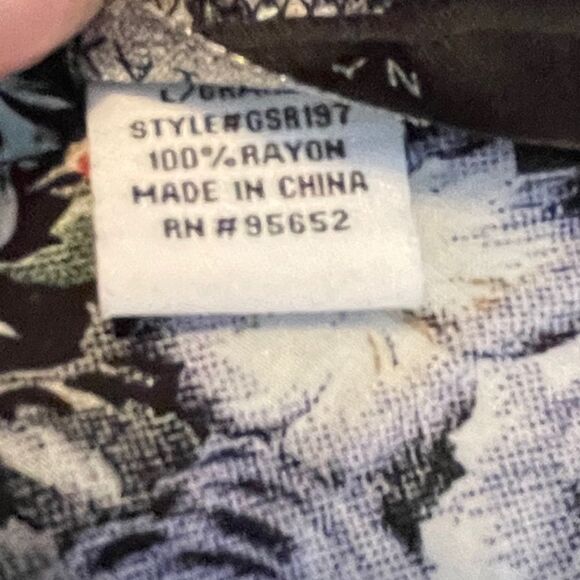 STYLE#GSR197
100% RAYON
MADE IN CHINA
RN #95652